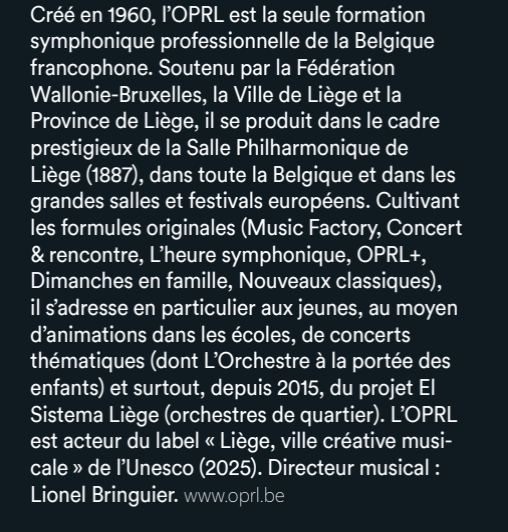 Créé en 1960, l’OPRL est la seule formation
symphonique professionnelle de la Belgique
francophone. Soutenu par la Fédération
Wallonie-Bruxelles, la Ville de Liège et la
Province de Liège, il se produit dans le cadre
prestigieux de la Salle Philharmonique de
Liège (1887), dans toute la Belgique et dans les
grandes salles et festivals européens. Cultivant
les formules originales (Music Factory, Concert
& rencontre, L’heure symphonique, OPRL+,
Dimanches en famille, Nouveaux classiques),
il s’adresse en particulier aux jeunes, au moyen
d’animations dans les écoles, de concerts
thématiques (dont L’Orchestre à la portée des
enfants) et surtout, depuis 2015, du projet El
Sistema Liège (orchestres de quartier). L’OPRL
est acteur du label « Liège, ville créative musi-
cale » de l’Unesco (2025). Directeur musical :
Lionel Bringuier. www.oprl.be